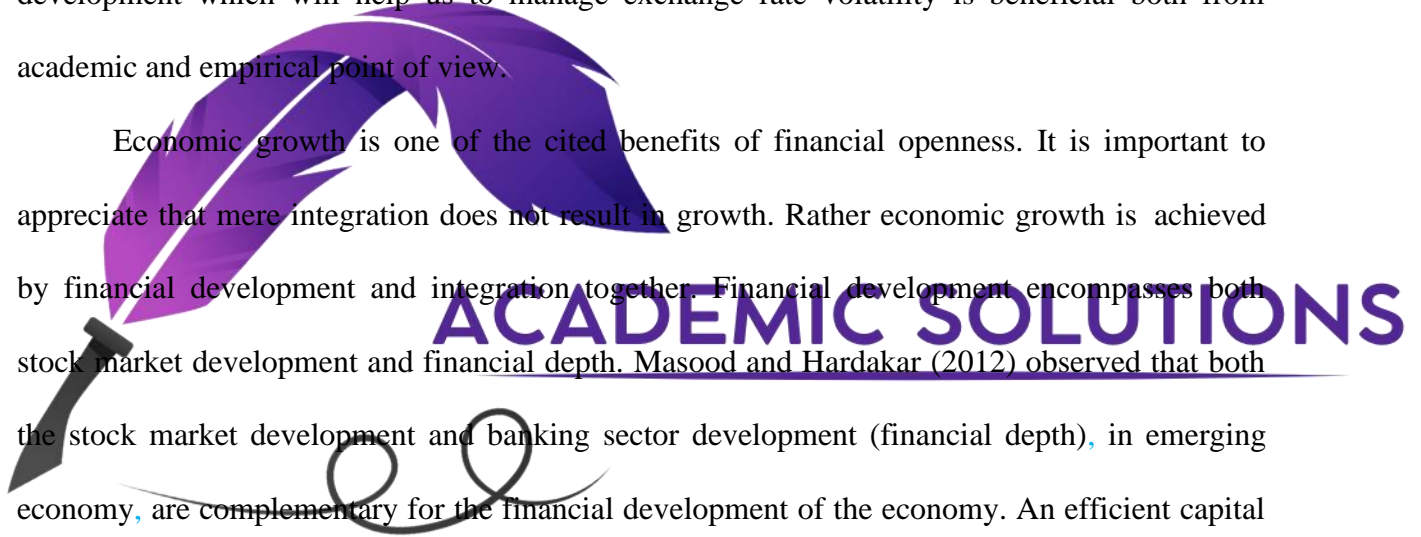 development which will help us to manage exchange rate volatility is beneficial both from
academic and empirical point of view.
Economic growth is one of the cited benefits of financial openness. It is important to
appreciate that mere integration does not result in growth. Rather economic growth is achieved
by financial development and integration together. Financial development encompasses both
ACADEMIC SOLUTIONS
stock market development and financial depth. Masood and Hardakar (2012) observed that both
the stock market development and banking sector development (financial depth), in emerging
economy, are complementary for the financial development of the economy. An efficient capital